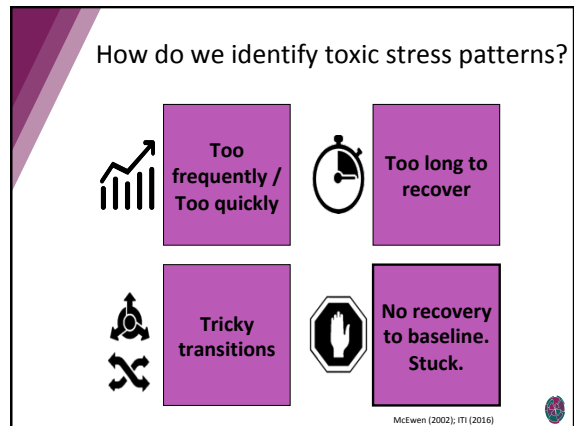 How do we identify toxic stress patterns?
Too
frequently /
Too quickly
Too long to
recover
Tricky
transitions
No recovery
to baseline.
Stuck.
McEwen (2002); ITI (2016)